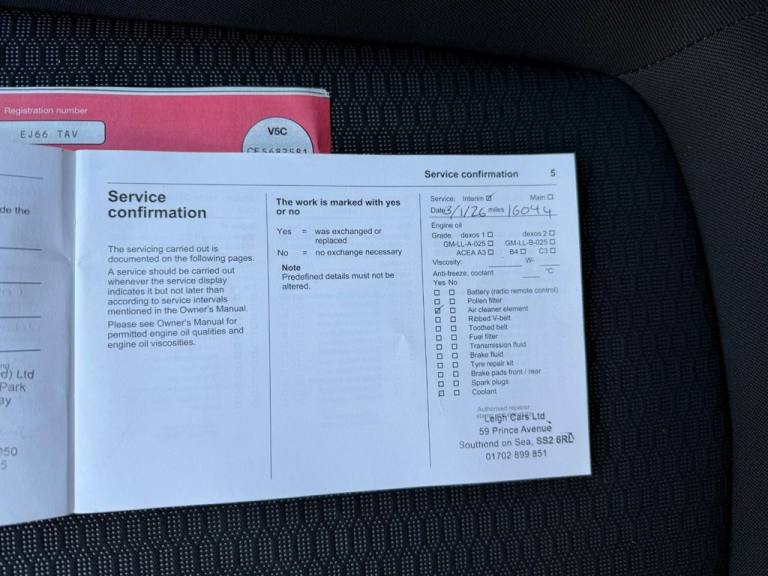 Registration number
EJ66 TAV
V5C
de the
d) Ltd
Park
ay
050
5
Service confirmation 5
Service
confirmation
The servicing carried out is
documented on the following pages.
A service should be carried out
whenever the service display
indicates it but not later than
according to service intervals
mentioned in the Owner's Manual.
Please see Owner's Manual for
permitted engine oil qualities and
engine oil viscosities.
The work is marked with yes
or no
Yes = was exchanged or
replaced
No = no exchange necessary
Note
Predefined details must not be
altered.
Service: Interim ☑ Main ☐
Date 3/1/26 miles 16044
Engine oil
Grade: dexos 1 ☐ dexos 2 ☐
GM-LL-A-025 ☐ GM-LL-B-025 ☐
ACEA A3 ☐ B4 ☐ C3 ☐
Viscosity: W-
Anti-freeze, coolant °C
Yes No
☐ ☐ Battery (radio remote control)
☐ ☐ Pollen filter
☑ ☐ Air cleaner element
☐ ☐ Ribbed V-belt
☐ ☐ Toothed belt
☐ ☐ Fuel filter
☐ ☐ Transmission fluid
☐ ☐ Brake fluid
☐ ☐ Tyre repair kit
☐ ☐ Brake pads front / rear
☐ ☐ Spark plugs
☐ ☐ Coolant
Authorised repairer
Leigh Cars Ltd
59 Prince Avenue
Southend on Sea, SS2 6RL
01702 899 851